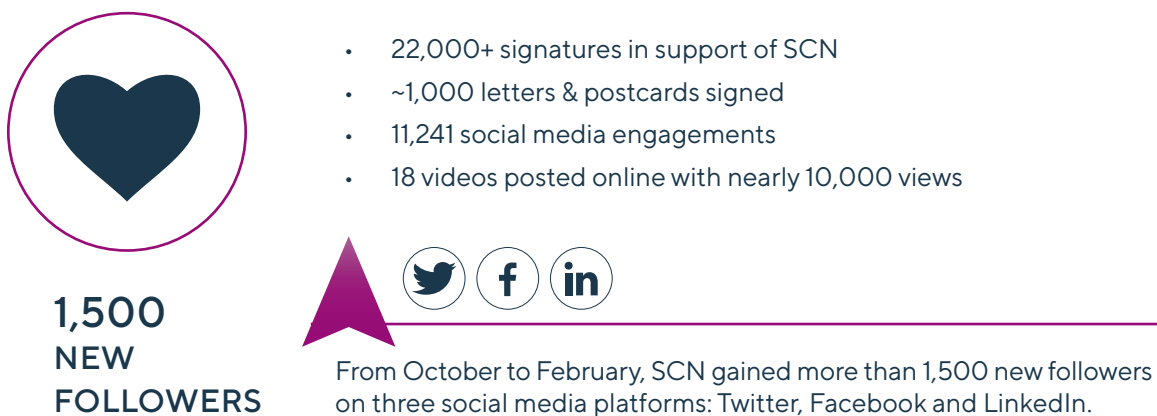 • 22,000+ signatures in support of SCN
• ~1,000 letters & postcards signed
• 11,241 social media engagements
• 18 videos posted online with nearly 10,000 views
1,500
NEW
FOLLOWERS
From October to February, SCN gained more than 1,500 new followers
on three social media platforms: Twitter, Facebook and LinkedIn.